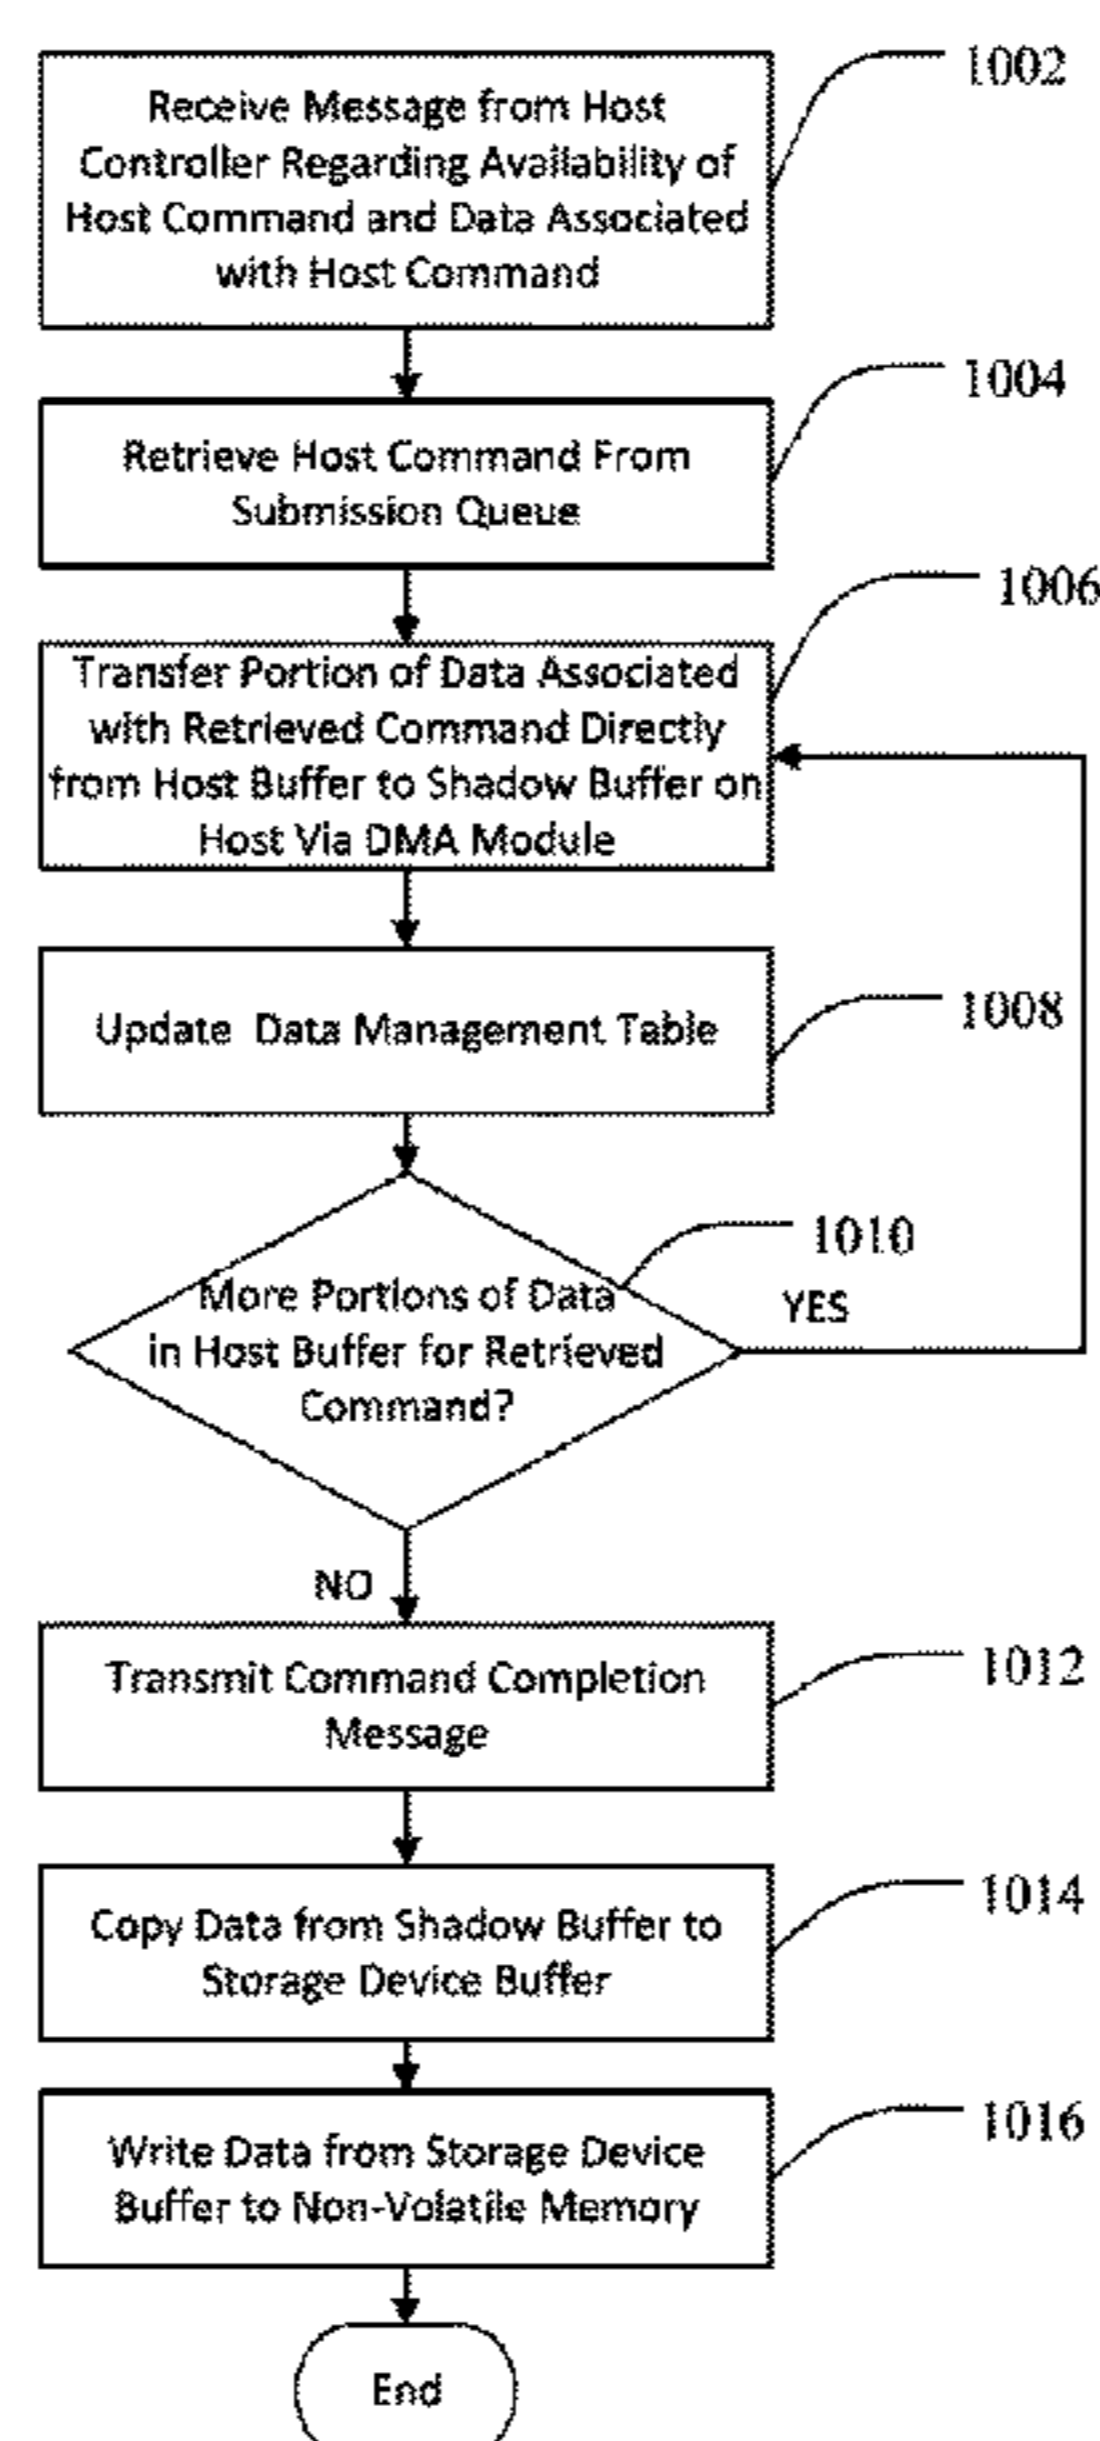 1002
Receive Message from Host
Controller Regarding Availability of
Host Command and Data Associated
with Host Command
1004
Retrieve Host Command From
Submission Queue
1006
Transfer Portion of Data Associated
with Retrieved Command Directly
from Host Buffer to Shadow Buffer on
Host Via DMA Module
1008
Update Data Management Table
1010
More Portions of Data
in Host Buffer for Retrieved
Command?
YES
NO
1012
Transmit Command Completion
Message
1014
Copy Data from Shadow Buffer to
Storage Device Buffer
1016
Write Data from Storage Device
Buffer to Non-Volatile Memory
End